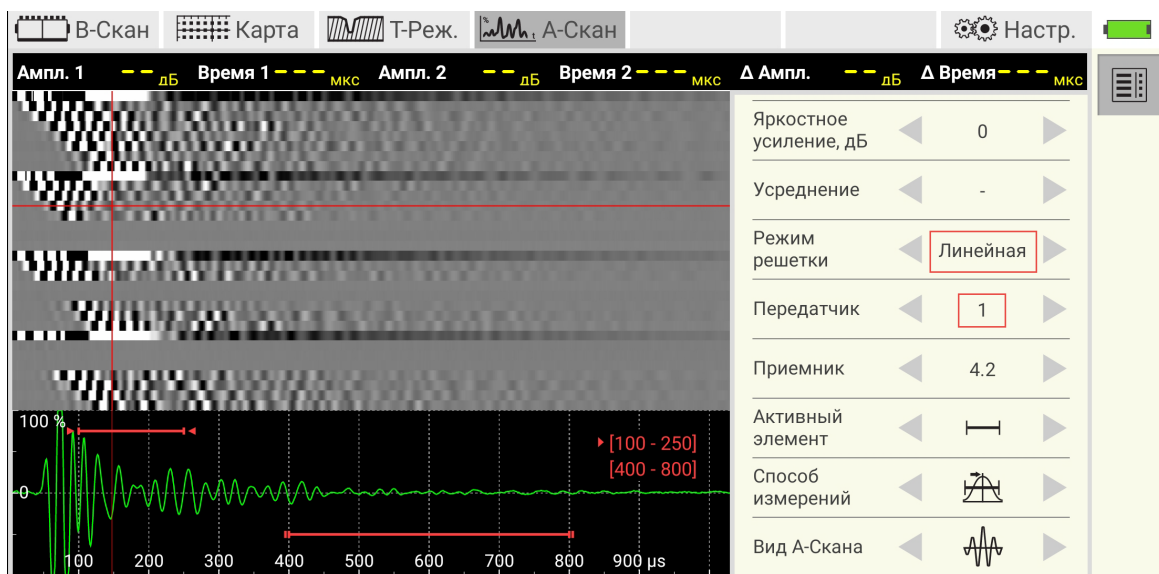 В-Скан Карта Т-Реж. А-Скан Настр.
Ампл. 1 -- дБ Время 1 --- мкс Ампл. 2 -- дБ Время 2 --- мкс Δ Ампл. -- дБ Δ Время --- мкс
Яркостное
усиление, дБ
0
Усреднение -
Режим
решетки
Линейная
Передатчик 1
Приемник 4.2
Активный
элемент
Способ
измерений
Вид А-Скана
100 %
[100 - 250]
[400 - 800]
0
100 200 300 400 500 600 700 800 900 µs